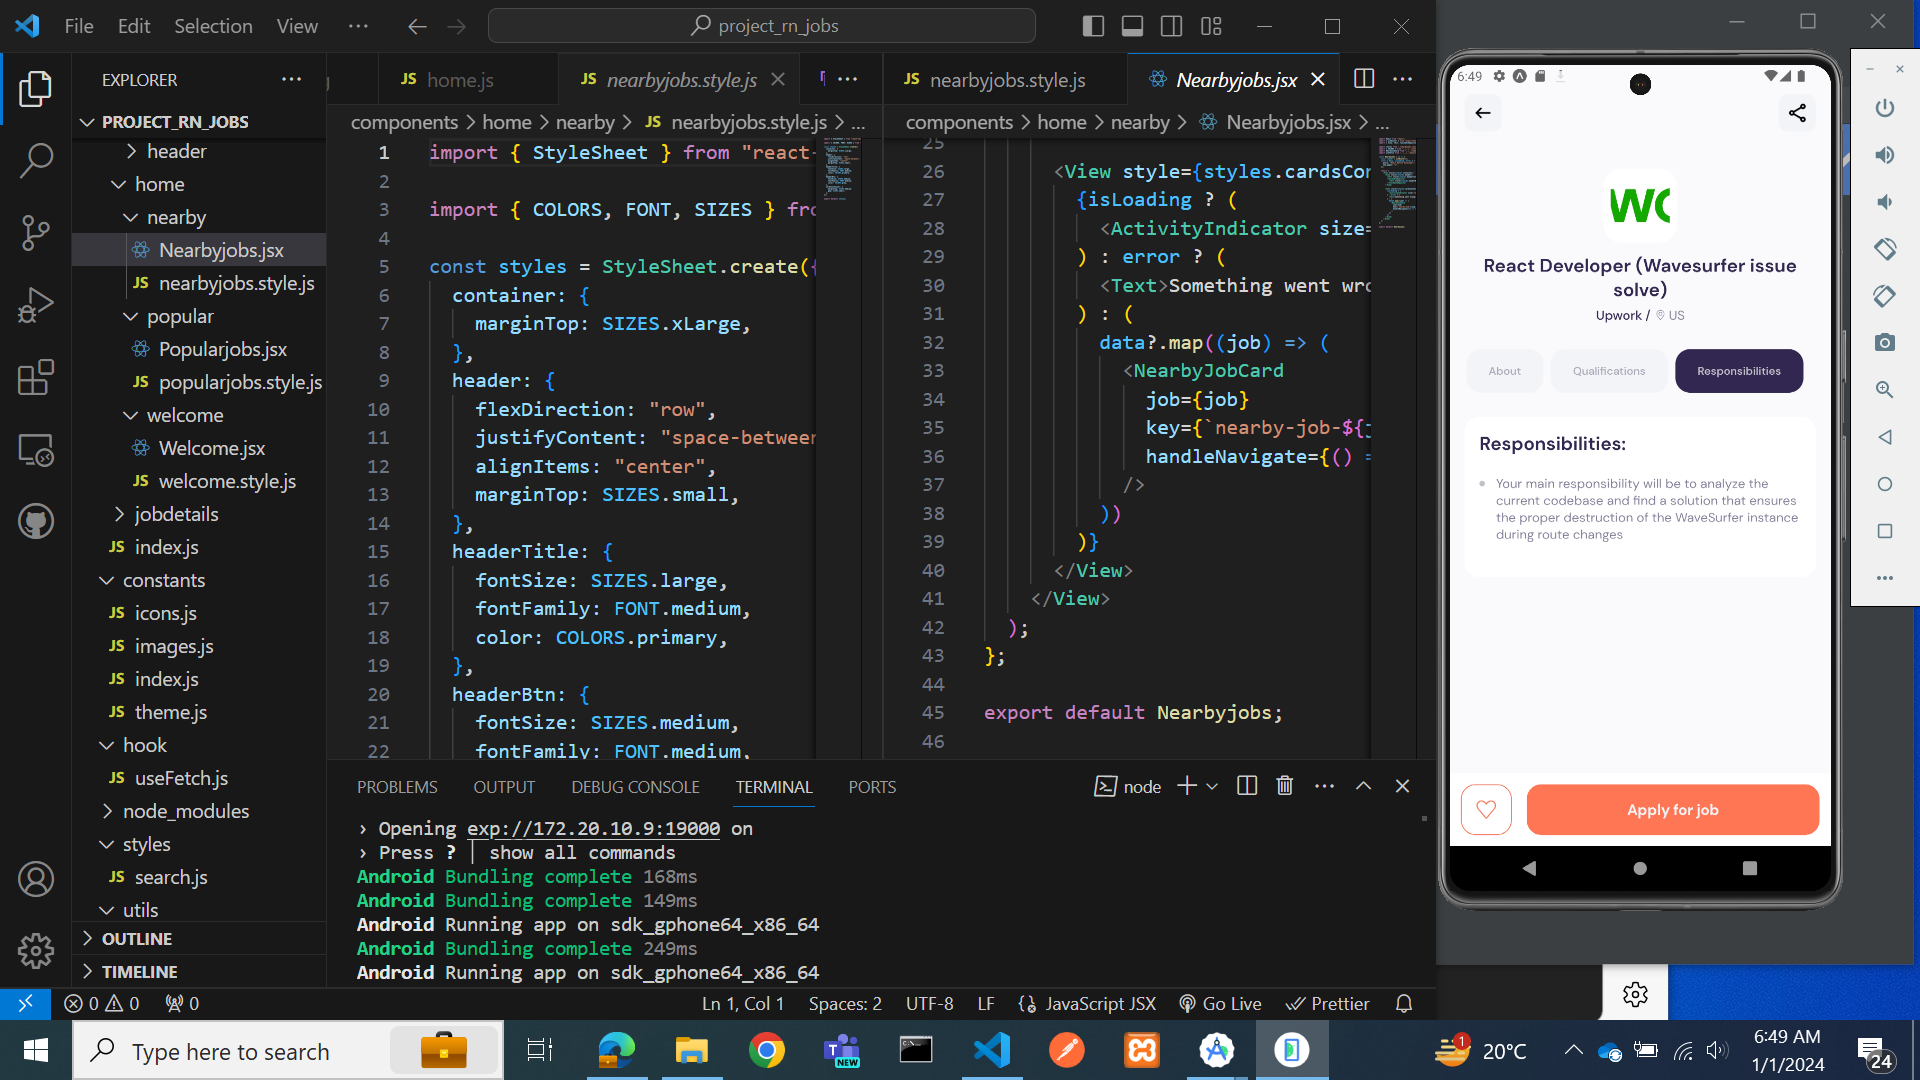 File Edit Selection View
project_rn_jobs
EXPLORER
PROJECT_RN_JOBS
header
home
nearby
Nearbyjobs.jsx
nearbyjobs.style.js
popular
Popularjobs.jsx
popularjobs.style.js
welcome
Welcome.jsx
welcome.style.js
jobdetails
index.js
constants
icons.js
images.js
index.js
theme.js
hook
useFetch.js
node_modules
styles
search.js
utils
OUTLINE
TIMELINE
home.js
nearbyjobs.style.js
components > home > nearby > nearbyjobs.style.js > ...
1 import { StyleSheet } from "react-
2
3 import { COLORS, FONT, SIZES } fro
4
5 const styles = StyleSheet.create({
6 container: {
7 marginTop: SIZES.xLarge,
8 },
9 header: {
10 flexDirection: "row",
11 justifyContent: "space-between
12 alignItems: "center",
13 marginTop: SIZES.small,
14 },
15 headerTitle: {
16 fontSize: SIZES.large,
17 fontFamily: FONT.medium,
18 color: COLORS.primary,
19 },
20 headerBtn: {
21 fontSize: SIZES.medium,
22 fontFamily: FONT.medium,
nearbyjobs.style.js
Nearbyjobs.jsx
components > home > nearby > Nearbyjobs.jsx > ...
25
26 <View style={styles.cardsCon
27 {isLoading ? (
28 <ActivityIndicator size=
29 ) : error ? (
30 <Text>Something went wro
31 ) : (
32 data?.map((job) => (
33 <NearbyJobCard
34 job={job}
35 key={`nearby-job-${j
36 handleNavigate={() =
37 />
38 ))
39 )}
40 </View>
41 </View>
42 );
43 };
44
45 export default Nearbyjobs;
46
PROBLEMS OUTPUT DEBUG CONSOLE TERMINAL PORTS
node
› Opening exp://172.20.10.9:19000 on
› Press ? │ show all commands
Android Bundling complete 168ms
Android Bundling complete 149ms
Android Running app on sdk_gphone64_x86_64
Android Bundling complete 249ms
Android Running app on sdk_gphone64_x86_64
0 0 0
Ln 1, Col 1 Spaces: 2 UTF-8 LF JavaScript JSX Go Live Prettier
6:49
WC
React Developer (Wavesurfer issue
solve)
Upwork / US
About Qualifications Responsibilities
Responsibilities:
Your main responsibility will be to analyze the
current codebase and find a solution that ensures
the proper destruction of the WaveSurfer instance
during route changes
Apply for job
Type here to search
NEW
1
20°C
6:49 AM
1/1/2024
24